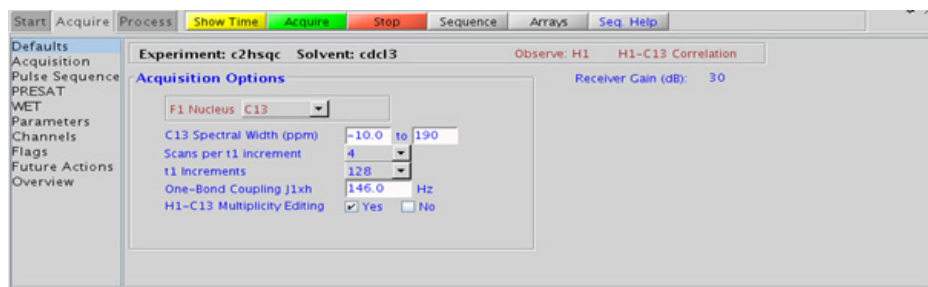 Start Acquire Process Show Time Acquire Stop Sequence Arrays Seq. Help
Defaults
Acquisition
Pulse Sequence
PRESAT
WET
Parameters
Channels
Flags
Future Actions
Overview
Experiment: c2hsqc Solvent: cdcl3 Observe: H1 H1-C13 Correlation
Acquisition Options Receiver Gain (dB): 30
F1 Nucleus C13
C13 Spectral Width (ppm) -10.0 to 190
Scans per t1 increment 4
t1 Increments 128
One-Bond Coupling J1xh 146.0 Hz
H1-C13 Multiplicity Editing Yes No